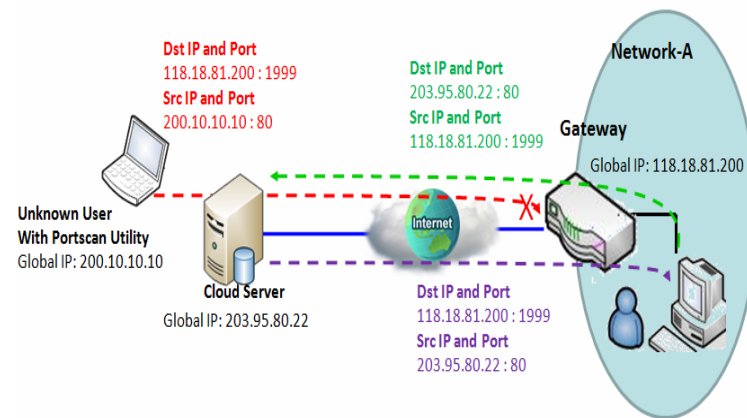 Dst IP and Port
118.18.81.200 : 1999
Src IP and Port
200.10.10.10 : 80
Dst IP and Port
203.95.80.22 : 80
Src IP and Port
118.18.81.200 : 1999
Network-A
Gateway
Global IP: 118.18.81.200
Internet
Unknown User
With Portscan Utility
Global IP: 200.10.10.10
Cloud Server
Global IP: 203.95.80.22
Dst IP and Port
118.18.81.200 : 1999
Src IP and Port
203.95.80.22 : 80